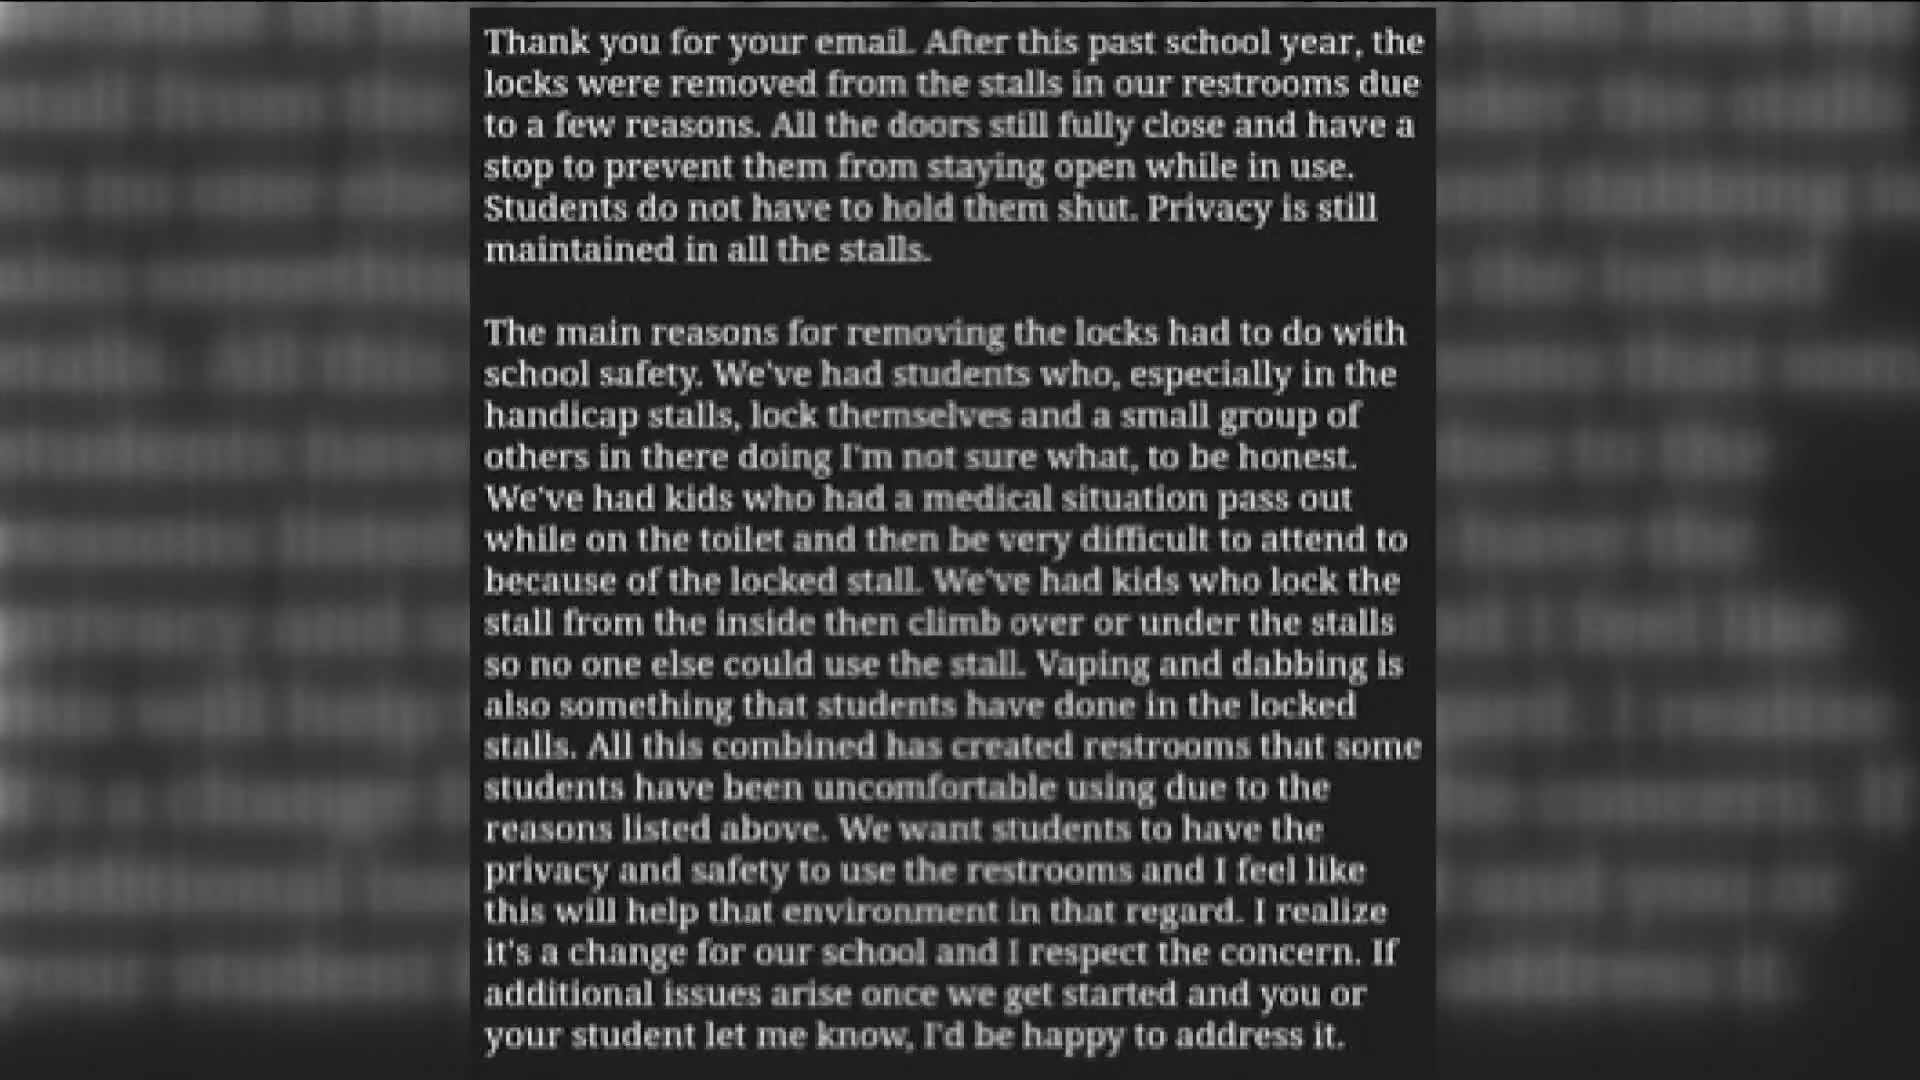 Thank you for your email. After this past school year, the
locks were removed from the stalls in our restrooms due
to a few reasons. All the doors still fully close and have a
stop to prevent them from staying open while in use.
Students do not have to hold them shut. Privacy is still
maintained in all the stalls.
The main reasons for removing the locks had to do with
school safety. We've had students who, especially in the
handicap stalls, lock themselves and a small group of
others in there doing I'm not sure what, to be honest.
We've had kids who had a medical situation pass out
while on the toilet and then be very difficult to attend to
because of the locked stall. We've had kids who lock the
stall from the inside then climb over or under the stalls
so no one else could use the stall. Vaping and dabbing is
also something that students have done in the locked
stalls. All this combined has created restrooms that some
students have been uncomfortable using due to the
reasons listed above. We want students to have the
privacy and safety to use the restrooms and I feel like
this will help that environment in that regard. I realize
it's a change for our school and I respect the concern. If
additional issues arise once we get started and you or
your student let me know, I'd be happy to address it.